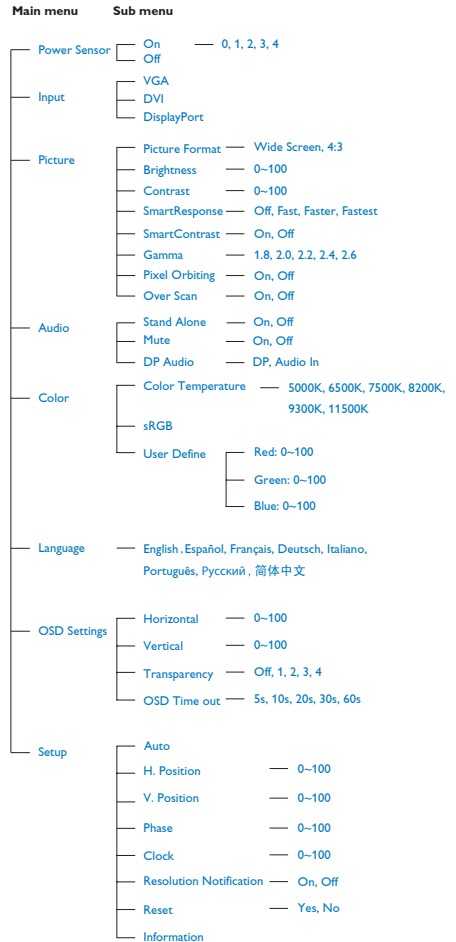 Main menu Sub menu
Power Sensor On 0, 1, 2, 3, 4
Off
Input VGA
DVI
DisplayPort
Picture Picture Format Wide Screen, 4:3
Brightness 0~100
Contrast 0~100
SmartResponse Off, Fast, Faster, Fastest
SmartContrast On, Off
Gamma 1.8, 2.0, 2.2, 2.4, 2.6
Pixel Orbiting On, Off
Over Scan On, Off
Audio Stand Alone On, Off
Mute On, Off
DP Audio DP, Audio In
Color Color Temperature 5000K, 6500K, 7500K, 8200K,
9300K, 11500K
sRGB
User Define Red: 0~100
Green: 0~100
Blue: 0~100
Language English , Español, Français, Deutsch, Italiano,
Português, Русский , 简体中文
OSD Settings Horizontal 0~100
Vertical 0~100
Transparency Off, 1, 2, 3, 4
OSD Time out 5s, 10s, 20s, 30s, 60s
Setup Auto
H. Position 0~100
V. Position 0~100
Phase 0~100
Clock 0~100
Resolution Notification On, Off
Reset Yes, No
Information